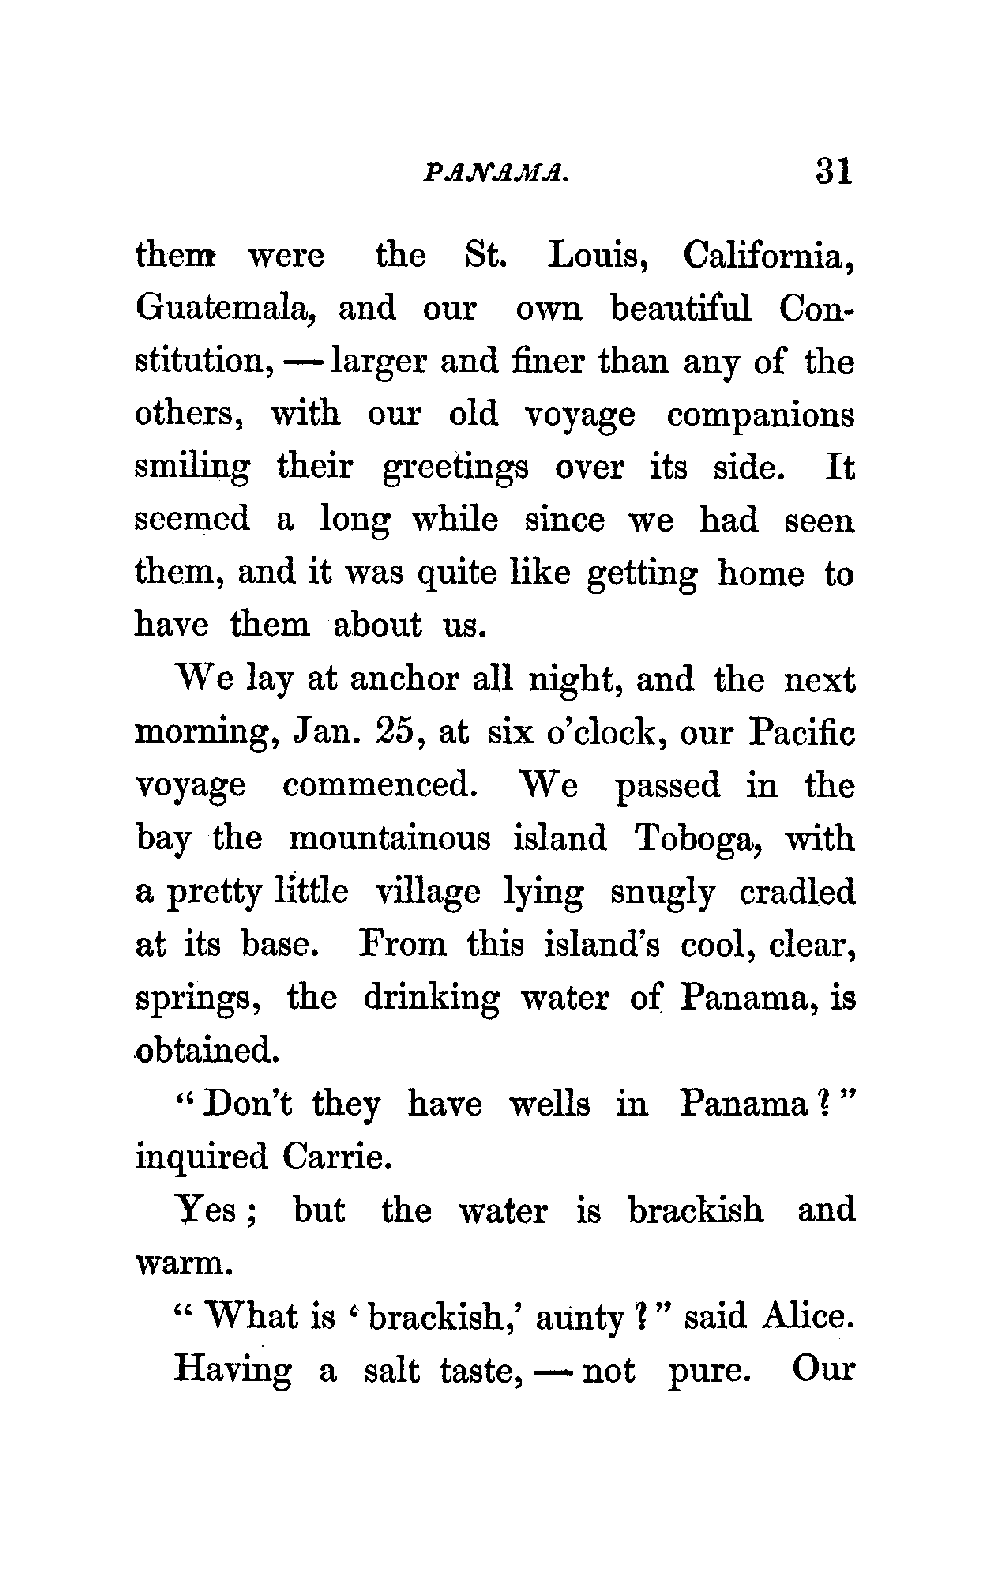 PANAMA. 31
them were the St. Louis, California,
Guatemala, and our own beautiful Con-
stitution, — larger and finer than any of the
others, with our old voyage companions
smiling their greetings over its side. It
seemed a long while since we had seen
them, and it was quite like getting home to
have them about us.
We lay at anchor all night, and the next
morning, Jan. 25, at six o'clock, our Pacific
voyage commenced. We passed in the
bay the mountainous island Toboga, with
a pretty little village lying snugly cradled
at its base. From this island's cool, clear,
springs, the drinking water of Panama, is
obtained.
“Don't they have wells in Panama?”
inquired Carrie.
Yes; but the water is brackish and
warm.
“What is ‘brackish,’ aunty?” said Alice.
Having a salt taste, — not pure. Our